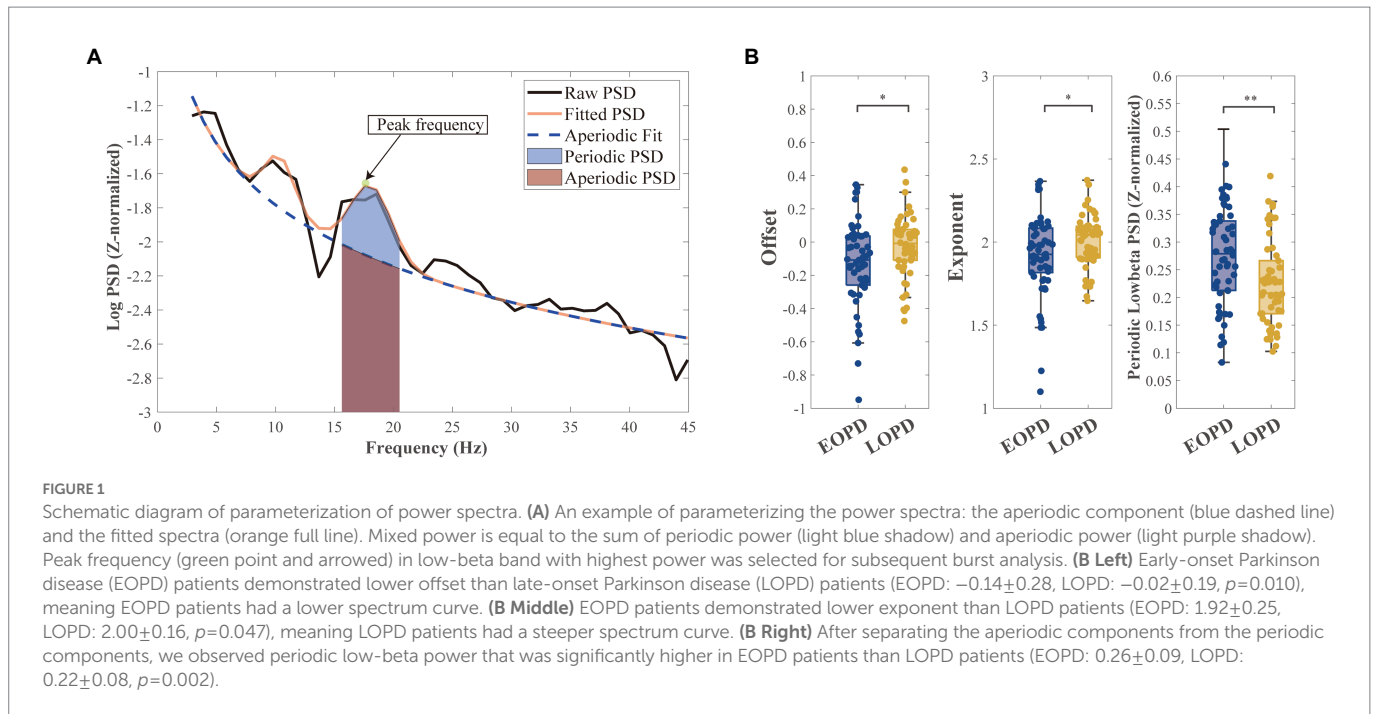 A
-1
-1.2
-1.4
-1.6
-1.8
-2
-2.2
-2.4
-2.6
-2.8
-3
Log PSD (Z-normalized)
0
5
10
15
20
25
30
35
40
45
Frequency (Hz)
Peak frequency
Raw PSD
Fitted PSD
Aperiodic Fit
Periodic PSD
Aperiodic PSD
B
1
0.8
0.6
0.4
0.2
0
-0.2
-0.4
-0.6
-0.8
-1
Offset
*
EOPD
LOPD
3
2
1
Exponent
*
EOPD
LOPD
0.6
0.55
0.5
0.45
0.4
0.35
0.3
0.25
0.2
0.15
0.1
0.05
0
Periodic Lowbeta PSD (Z-normalized)
**
EOPD
LOPD
FIGURE 1
Schematic diagram of parameterization of power spectra. (A) An example of parameterizing the power spectra: the aperiodic component (blue dashed line)
and the fitted spectra (orange full line). Mixed power is equal to the sum of periodic power (light blue shadow) and aperiodic power (light purple shadow).
Peak frequency (green point and arrowed) in low-beta band with highest power was selected for subsequent burst analysis. (B Left) Early-onset Parkinson
disease (EOPD) patients demonstrated lower offset than late-onset Parkinson disease (LOPD) patients (EOPD: −0.14±0.28, LOPD: −0.02±0.19, p=0.010),
meaning EOPD patients had a lower spectrum curve. (B Middle) EOPD patients demonstrated lower exponent than LOPD patients (EOPD: 1.92±0.25,
LOPD: 2.00±0.16, p=0.047), meaning LOPD patients had a steeper spectrum curve. (B Right) After separating the aperiodic components from the periodic
components, we observed periodic low-beta power that was significantly higher in EOPD patients than LOPD patients (EOPD: 0.26±0.09, LOPD:
0.22±0.08, p=0.002).